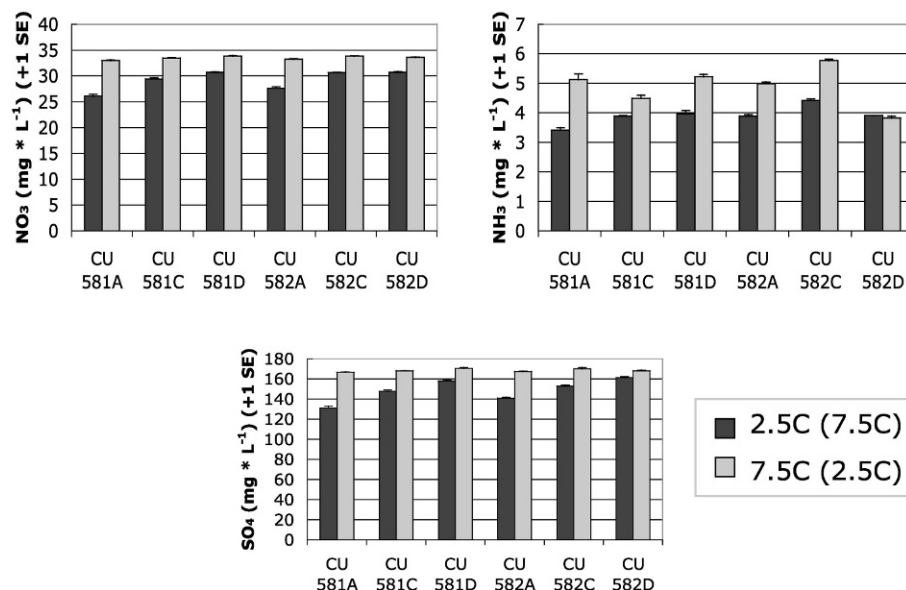 NO₃ (mg * L⁻¹) (+1 SE)
40
35
30
25
20
15
10
5
0
CU CU CU CU CU CU
581A 581C 581D 582A 582C 582D
NH₃ (mg * L⁻¹) (+1 SE)
7
6
5
4
3
2
1
0
CU CU CU CU CU CU
581A 581C 581D 582A 582C 582D
SO₄ (mg * L⁻¹) (+1 SE)
180
160
140
120
100
80
60
40
20
0
CU CU CU CU CU CU
581A 581C 581D 582A 582C 582D
2.5C (7.5C)
7.5C (2.5C)